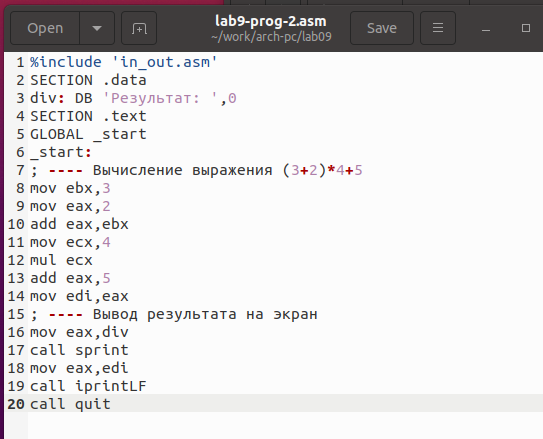 Open
lab9-prog-2.asm
~/work/arch-pc/lab09
Save
1 %include 'in_out.asm'
2 SECTION .data
3 div: DB 'Результат: ',0
4 SECTION .text
5 GLOBAL _start
6 _start:
7 ; ---- Вычисление выражения (3+2)*4+5
8 mov ebx,3
9 mov eax,2
10 add eax,ebx
11 mov ecx,4
12 mul ecx
13 add eax,5
14 mov edi,eax
15 ; ---- Вывод результата на экран
16 mov eax,div
17 call sprint
18 mov eax,edi
19 call iprintLF
20 call quit